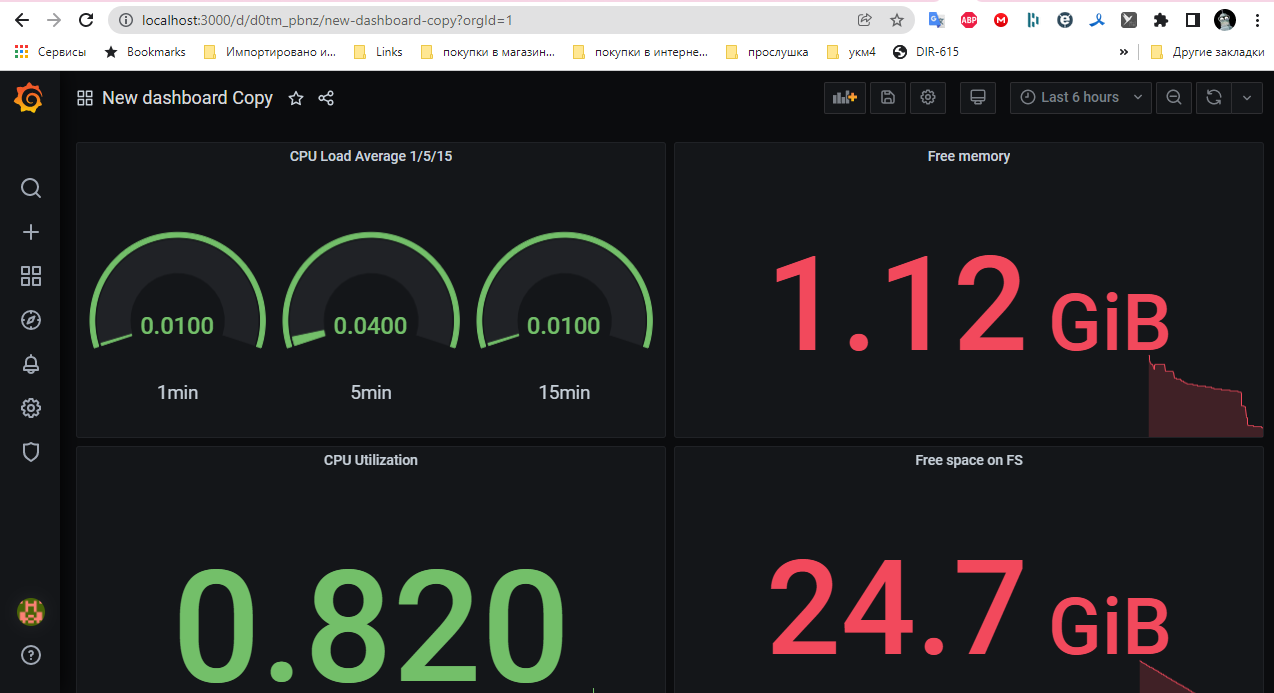 localhost:3000/d/d0tm_pbnz/new-dashboard-copy?orgId=1
ABP
Сервисы Bookmarks Импортировано и... Links покупки в магазин... покупки в интерне... прослушка укм4 DIR-615 » Другие закладки
New dashboard Copy Last 6 hours
CPU Load Average 1/5/15
0.0100 0.0400 0.0100
1min 5min 15min
Free memory
1.12 GiB
CPU Utilization
0.820
Free space on FS
24.7 GiB